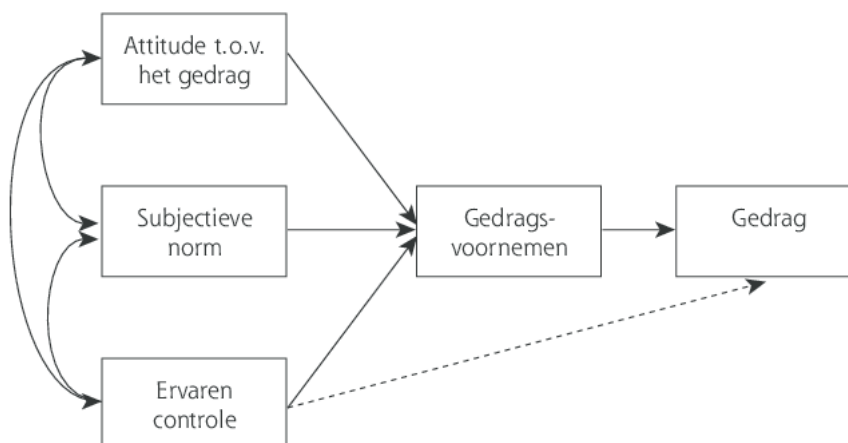 Attitude t.o.v.
het gedrag
Subjectieve
norm
Gedrags-
voornemen
Gedrag
Ervaren
controle